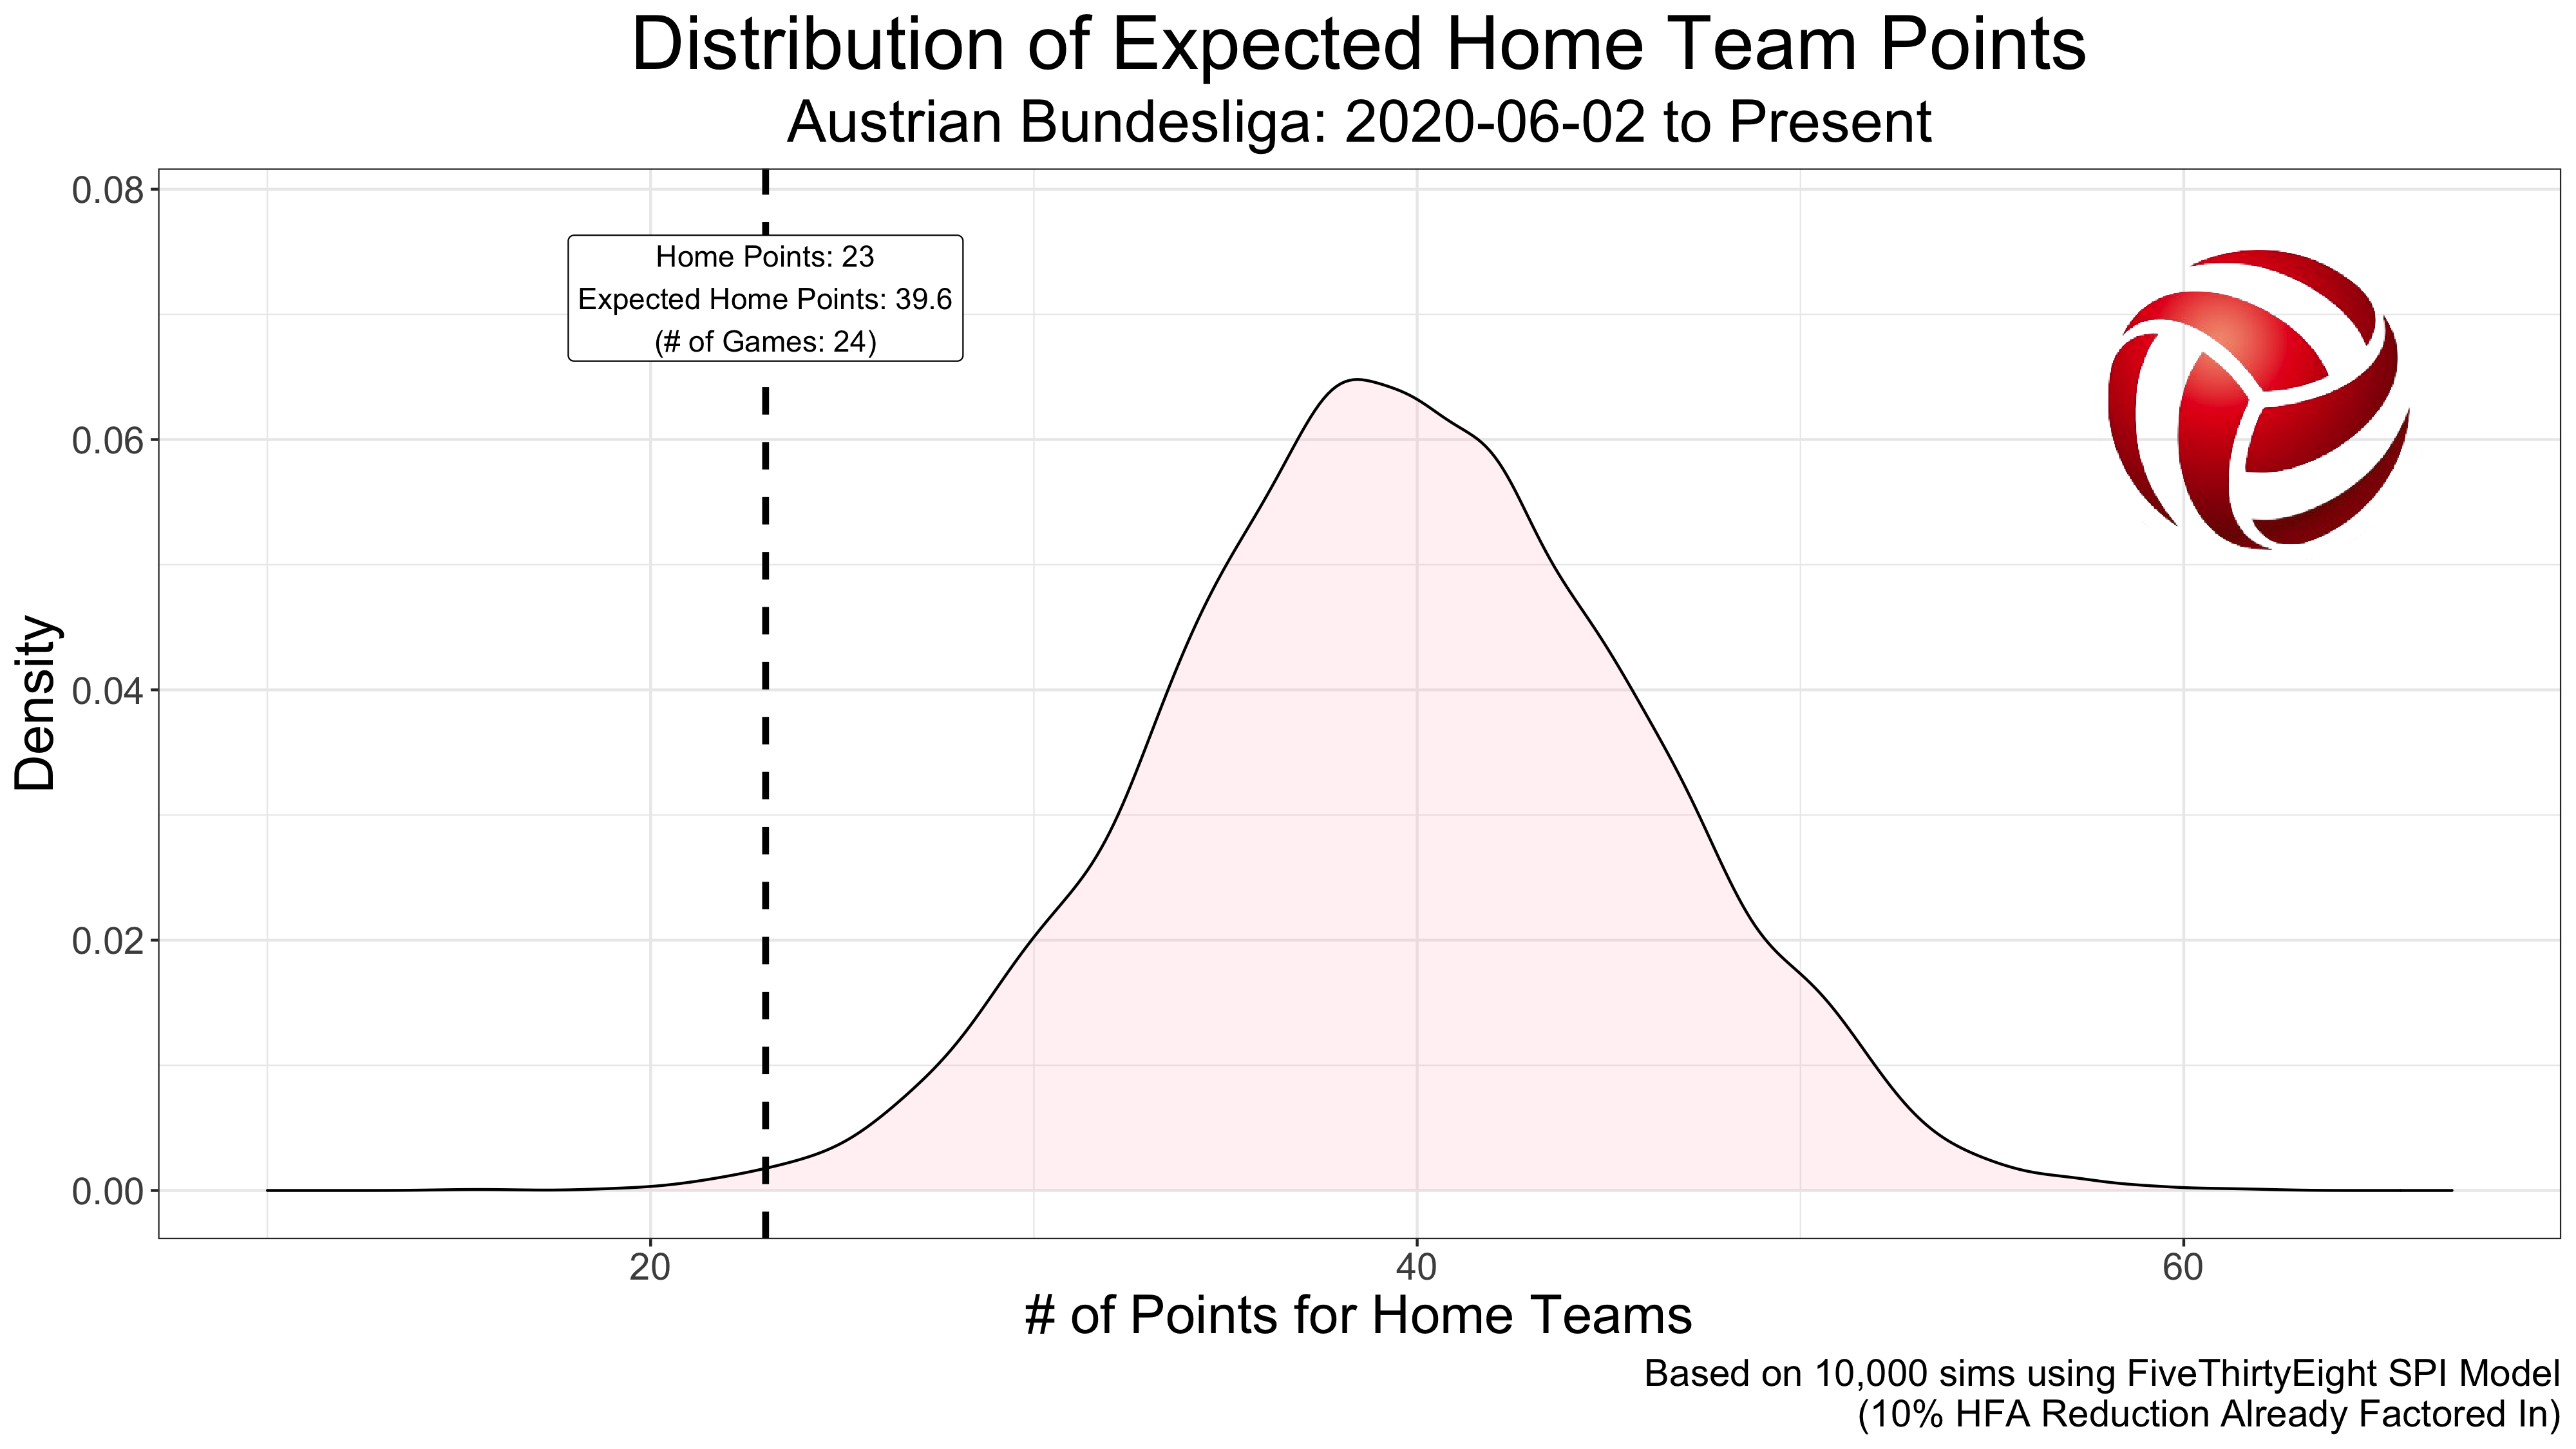 Distribution of Expected Home Team Points
Austrian Bundesliga: 2020-06-02 to Present
0.08
Home Points: 23
Expected Home Points: 39.6
(# of Games: 24)
0.06
0.04
0.02
0.00
Density
20
40
60
# of Points for Home Teams
Based on 10,000 sims using FiveThirtyEight SPI Model
(10% HFA Reduction Already Factored In)